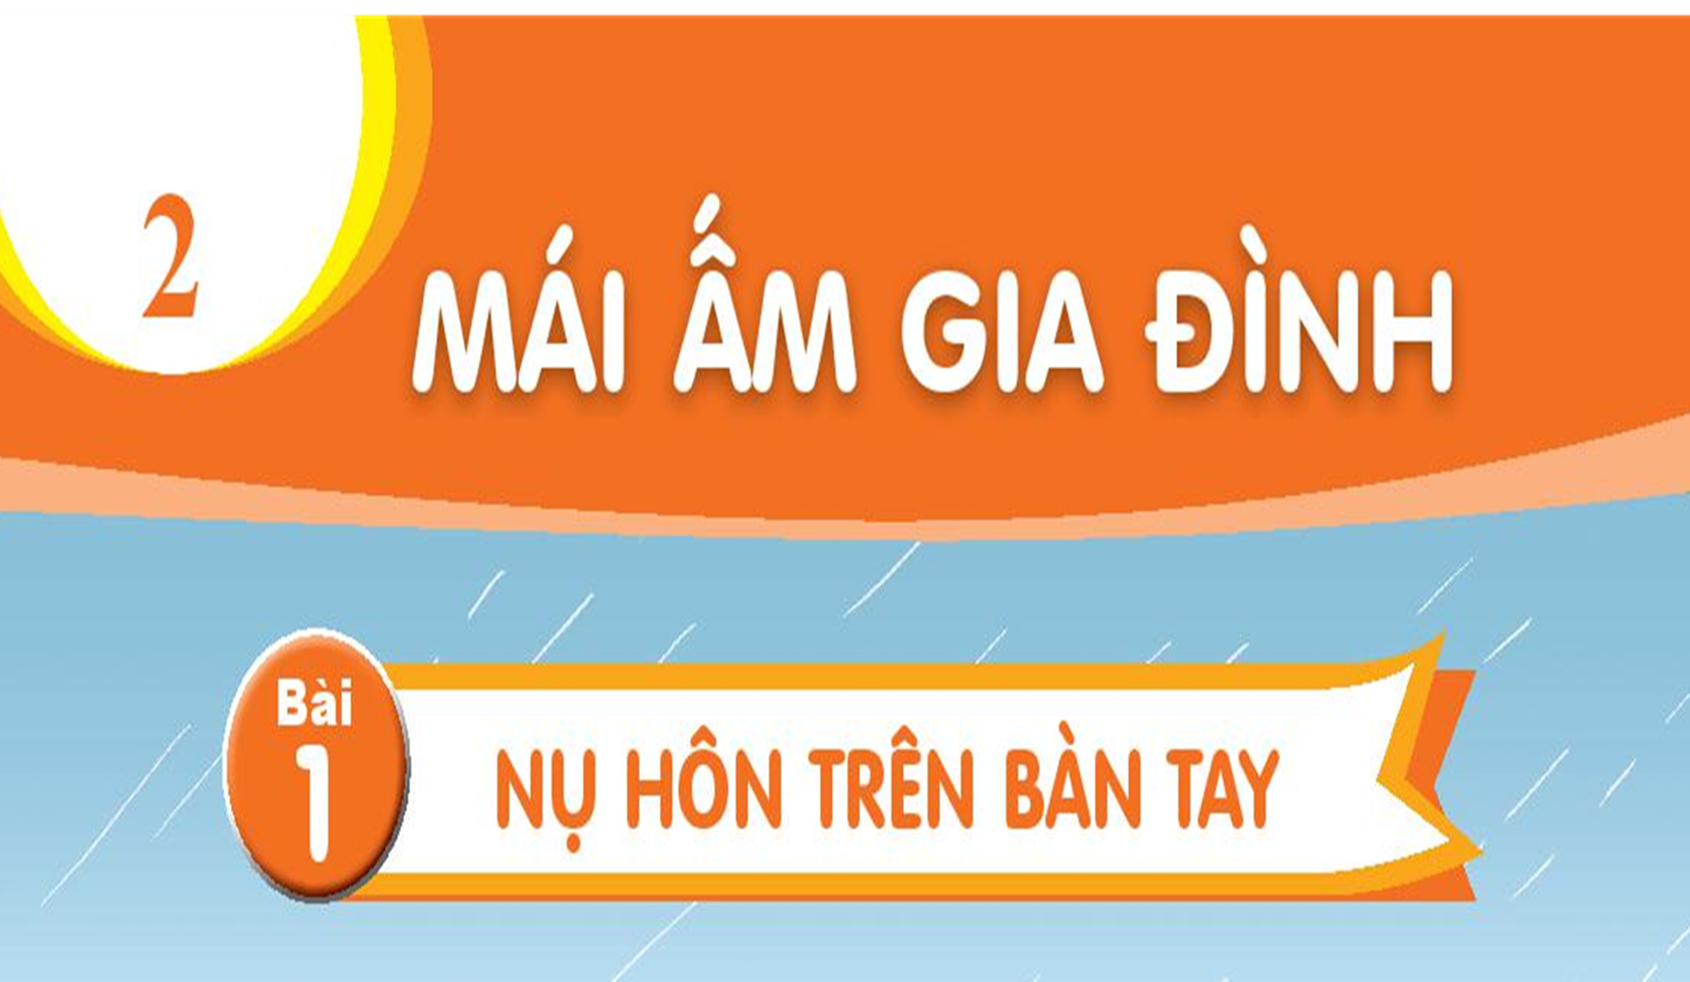 2
MÁI ẤM GIA ĐÌNH
Bài
1
NỤ HÔN TRÊN BÀN TAY